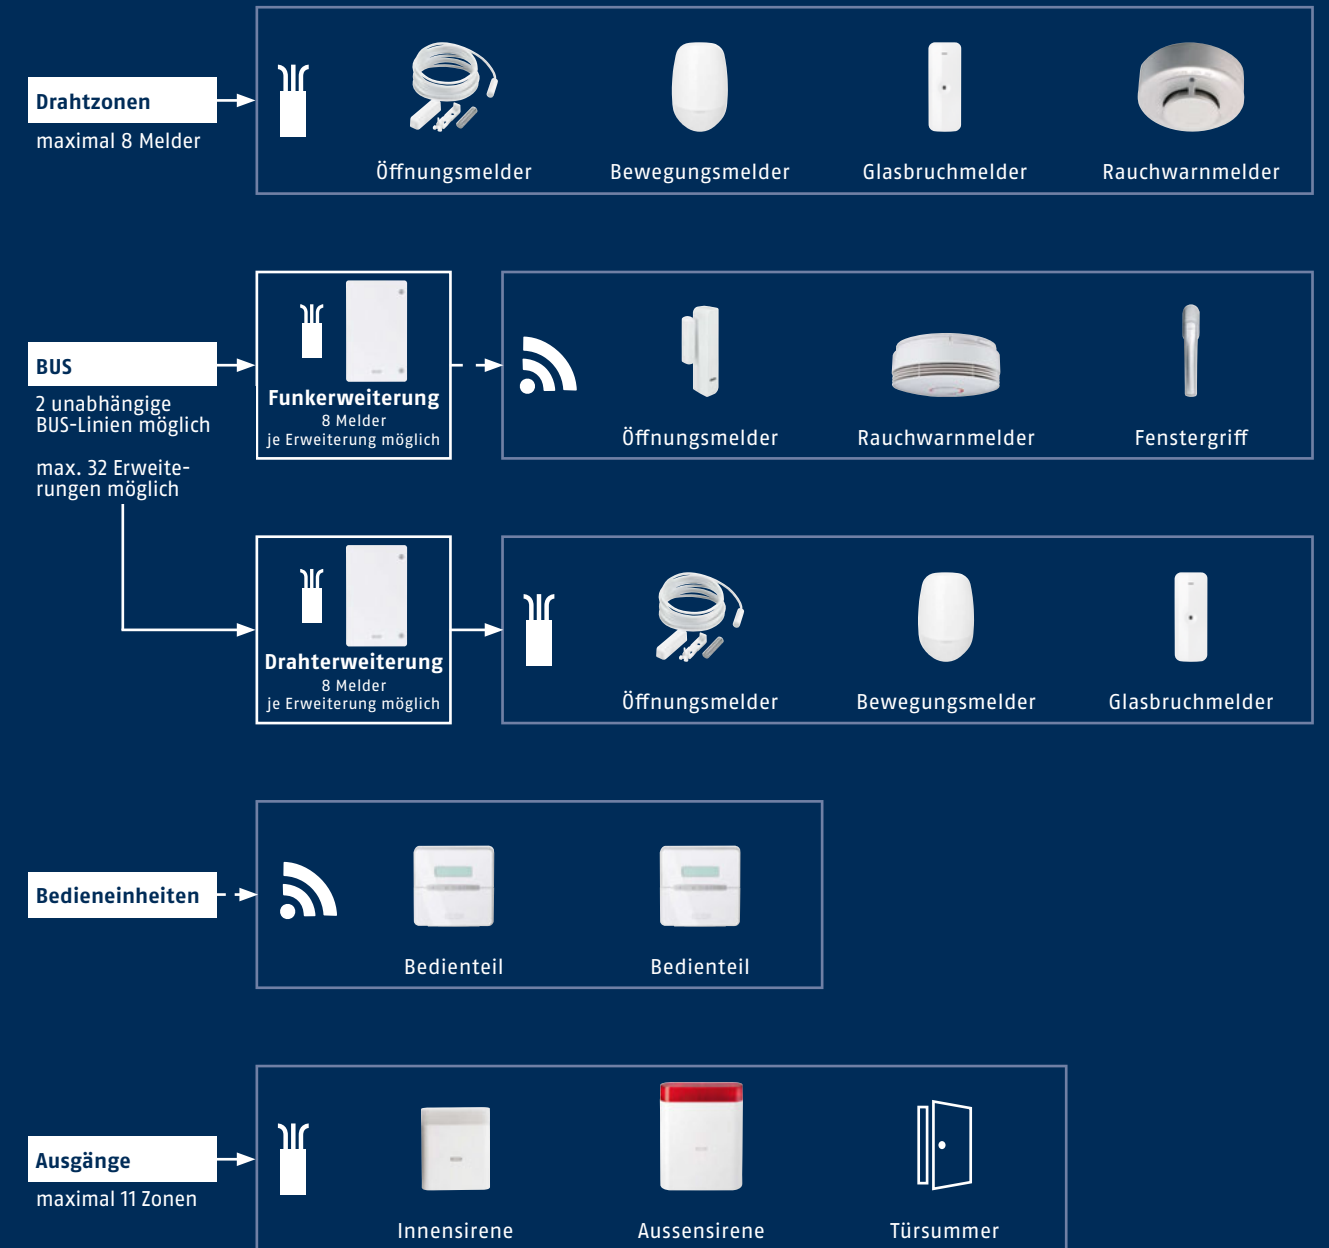 Drahtzonen
maximal 8 Melder
Öffnungsmelder
Bewegungsmelder
Glasbruchmelder
Rauchwarnmelder
BUS
2 unabhängige
BUS-Linien möglich
max. 32 Erweite-
rungen möglich
Funkerweiterung
8 Melder
je Erweiterung möglich
Öffnungsmelder
Rauchwarnmelder
Fenstergriff
Drahterweiterung
8 Melder
je Erweiterung möglich
Öffnungsmelder
Bewegungsmelder
Glasbruchmelder
Bedieneinheiten
Bedienteil
Bedienteil
Ausgänge
maximal 11 Zonen
Innensirene
Aussensirene
Türsummer